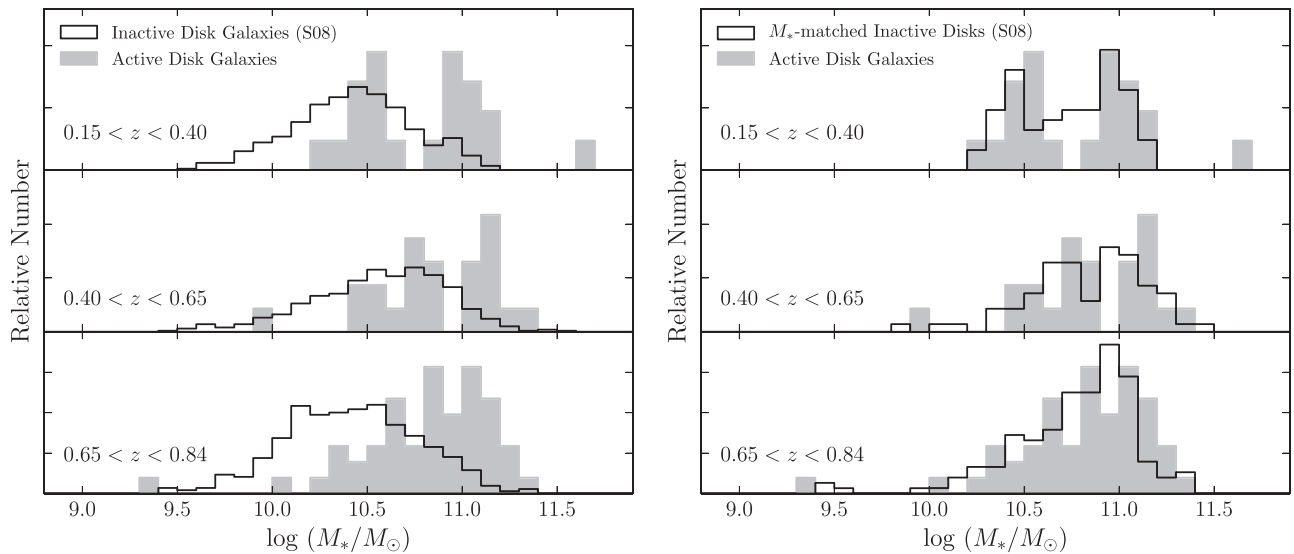 Inactive Disk Galaxies (S08)
Active Disk Galaxies
0.15 < z < 0.40
0.40 < z < 0.65
0.65 < z < 0.84
Relative Number
9.0 9.5 10.0 10.5 11.0 11.5
log (M*/M⊙)
M*-matched Inactive Disks (S08)
Active Disk Galaxies
0.15 < z < 0.40
0.40 < z < 0.65
0.65 < z < 0.84
Relative Number
9.0 9.5 10.0 10.5 11.0 11.5
log (M*/M⊙)